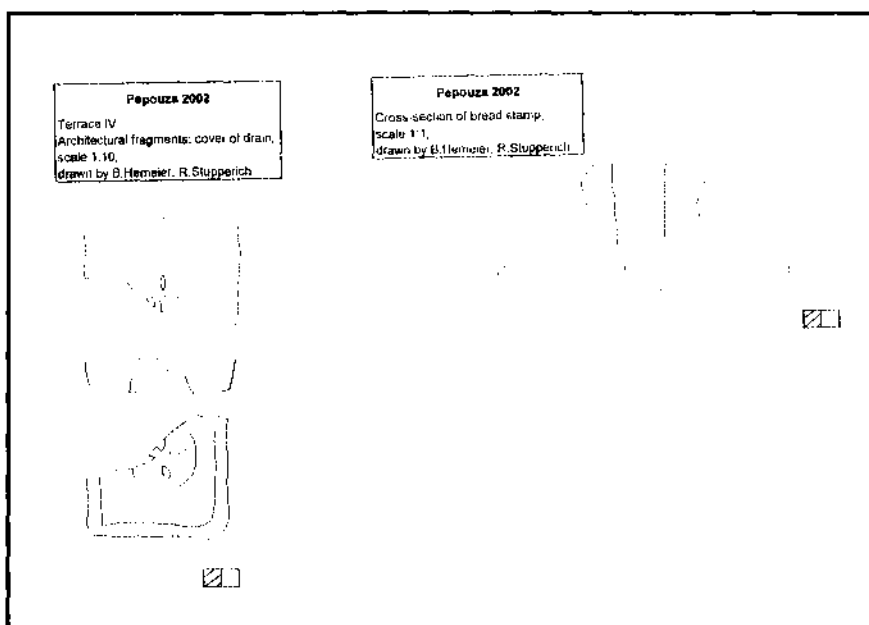 Pepouza 2002
Terrace IV
Architectural fragments: cover of drain,
scale 1:10,
drawn by B.Hemeier, R.Stupperich
Pepouza 2002
Cross-section of bread stamp,
scale 1:1,
drawn by B.Hemeier, R.Stupperich